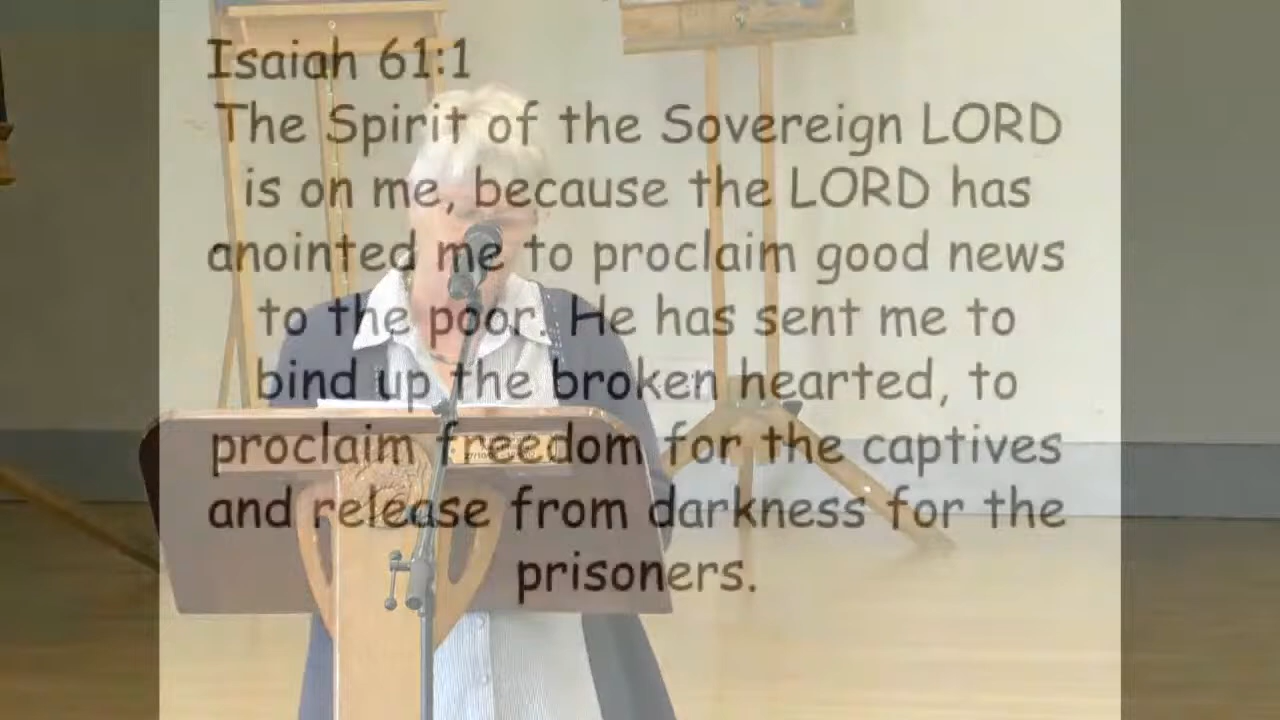 Isaiah 61:1
The Spirit of the Sovereign LORD
is on me, because the LORD has
anointed me to proclaim good news
to the poor. He has sent me to
bind up the broken hearted, to
proclaim freedom for the captives
and release from darkness for the
prisoners.